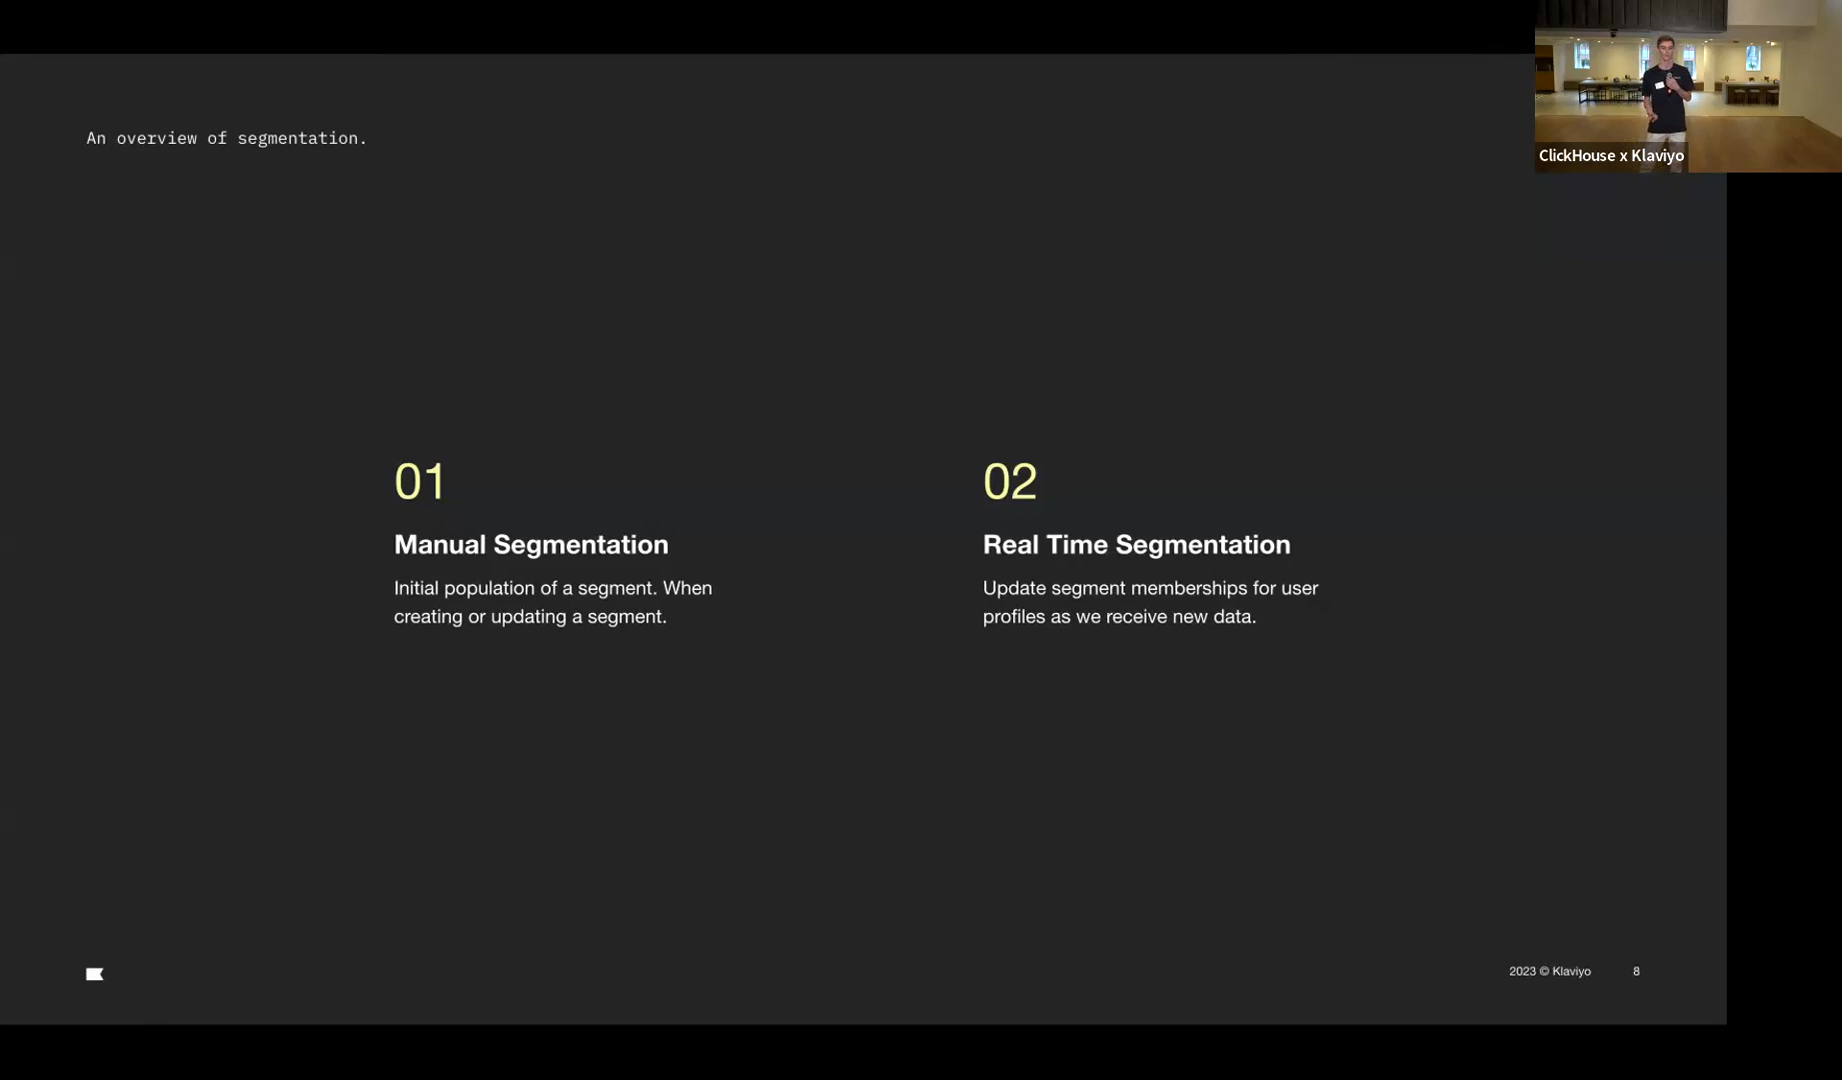 An overview of segmentation.
ClickHouse x Klaviyo
01
Manual Segmentation
Initial population of a segment. When
creating or updating a segment.
02
Real Time Segmentation
Update segment memberships for user
profiles as we receive new data.
2023 © Klaviyo
8